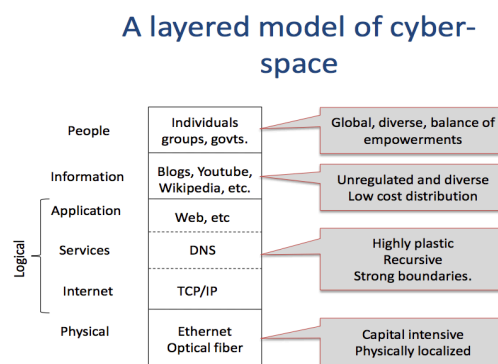 A layered model of cyber-
space
People
Individuals
groups, govts.
Global, diverse, balance of
empowerments
Information
Blogs, Youtube,
Wikipedia, etc.
Unregulated and diverse
Low cost distribution
Logical
Application
Web, etc
Services
DNS
Highly plastic
Recursive
Strong boundaries.
Internet
TCP/IP
Physical
Ethernet
Optical fiber
Capital intensive
Physically localized